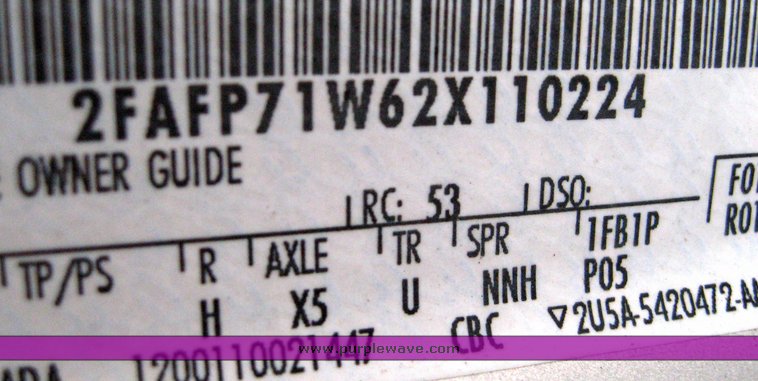 2FAFP71W62X110224
OWNER GUIDE
RC: 53 DSO:
TP/PS R AXLE TR SPR 1FB1P
H X5 U NNH P05
CBC ▽2U5A-5420472-
www.purplewave.com